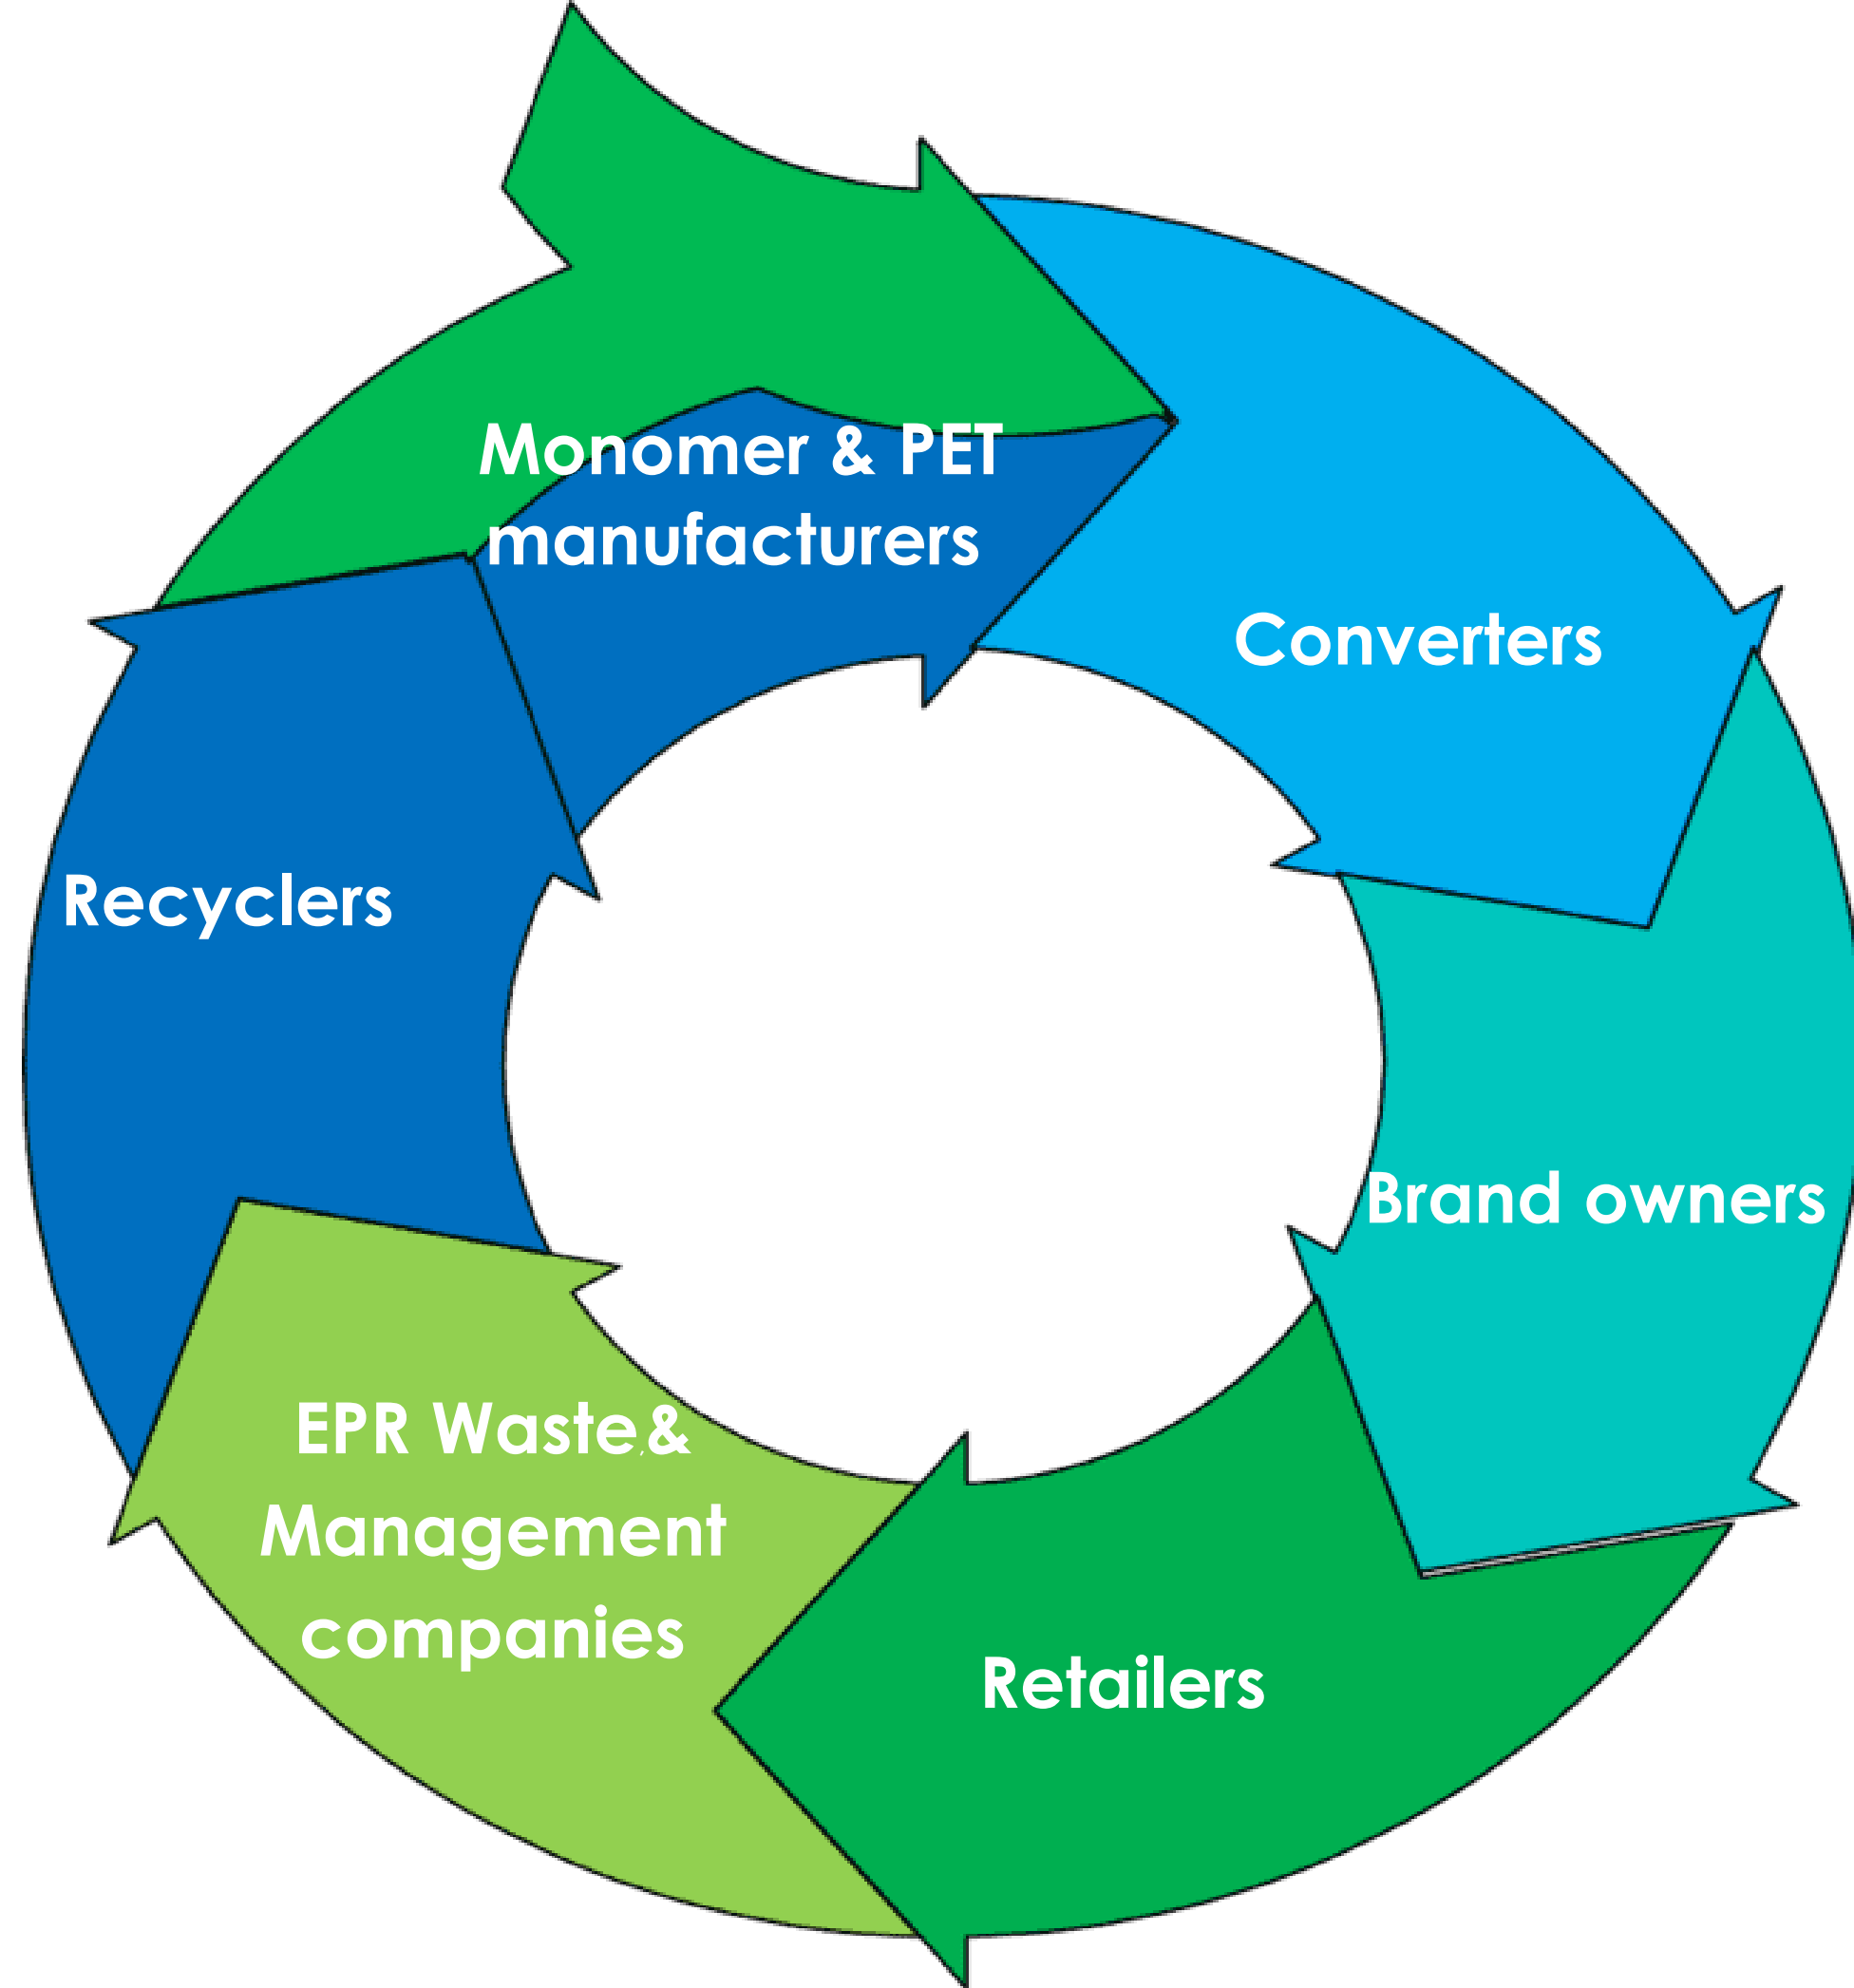 Monomer & PET
manufacturers
Converters
Recyclers
Brand owners
EPR Waste,&
Management
companies
Retailers